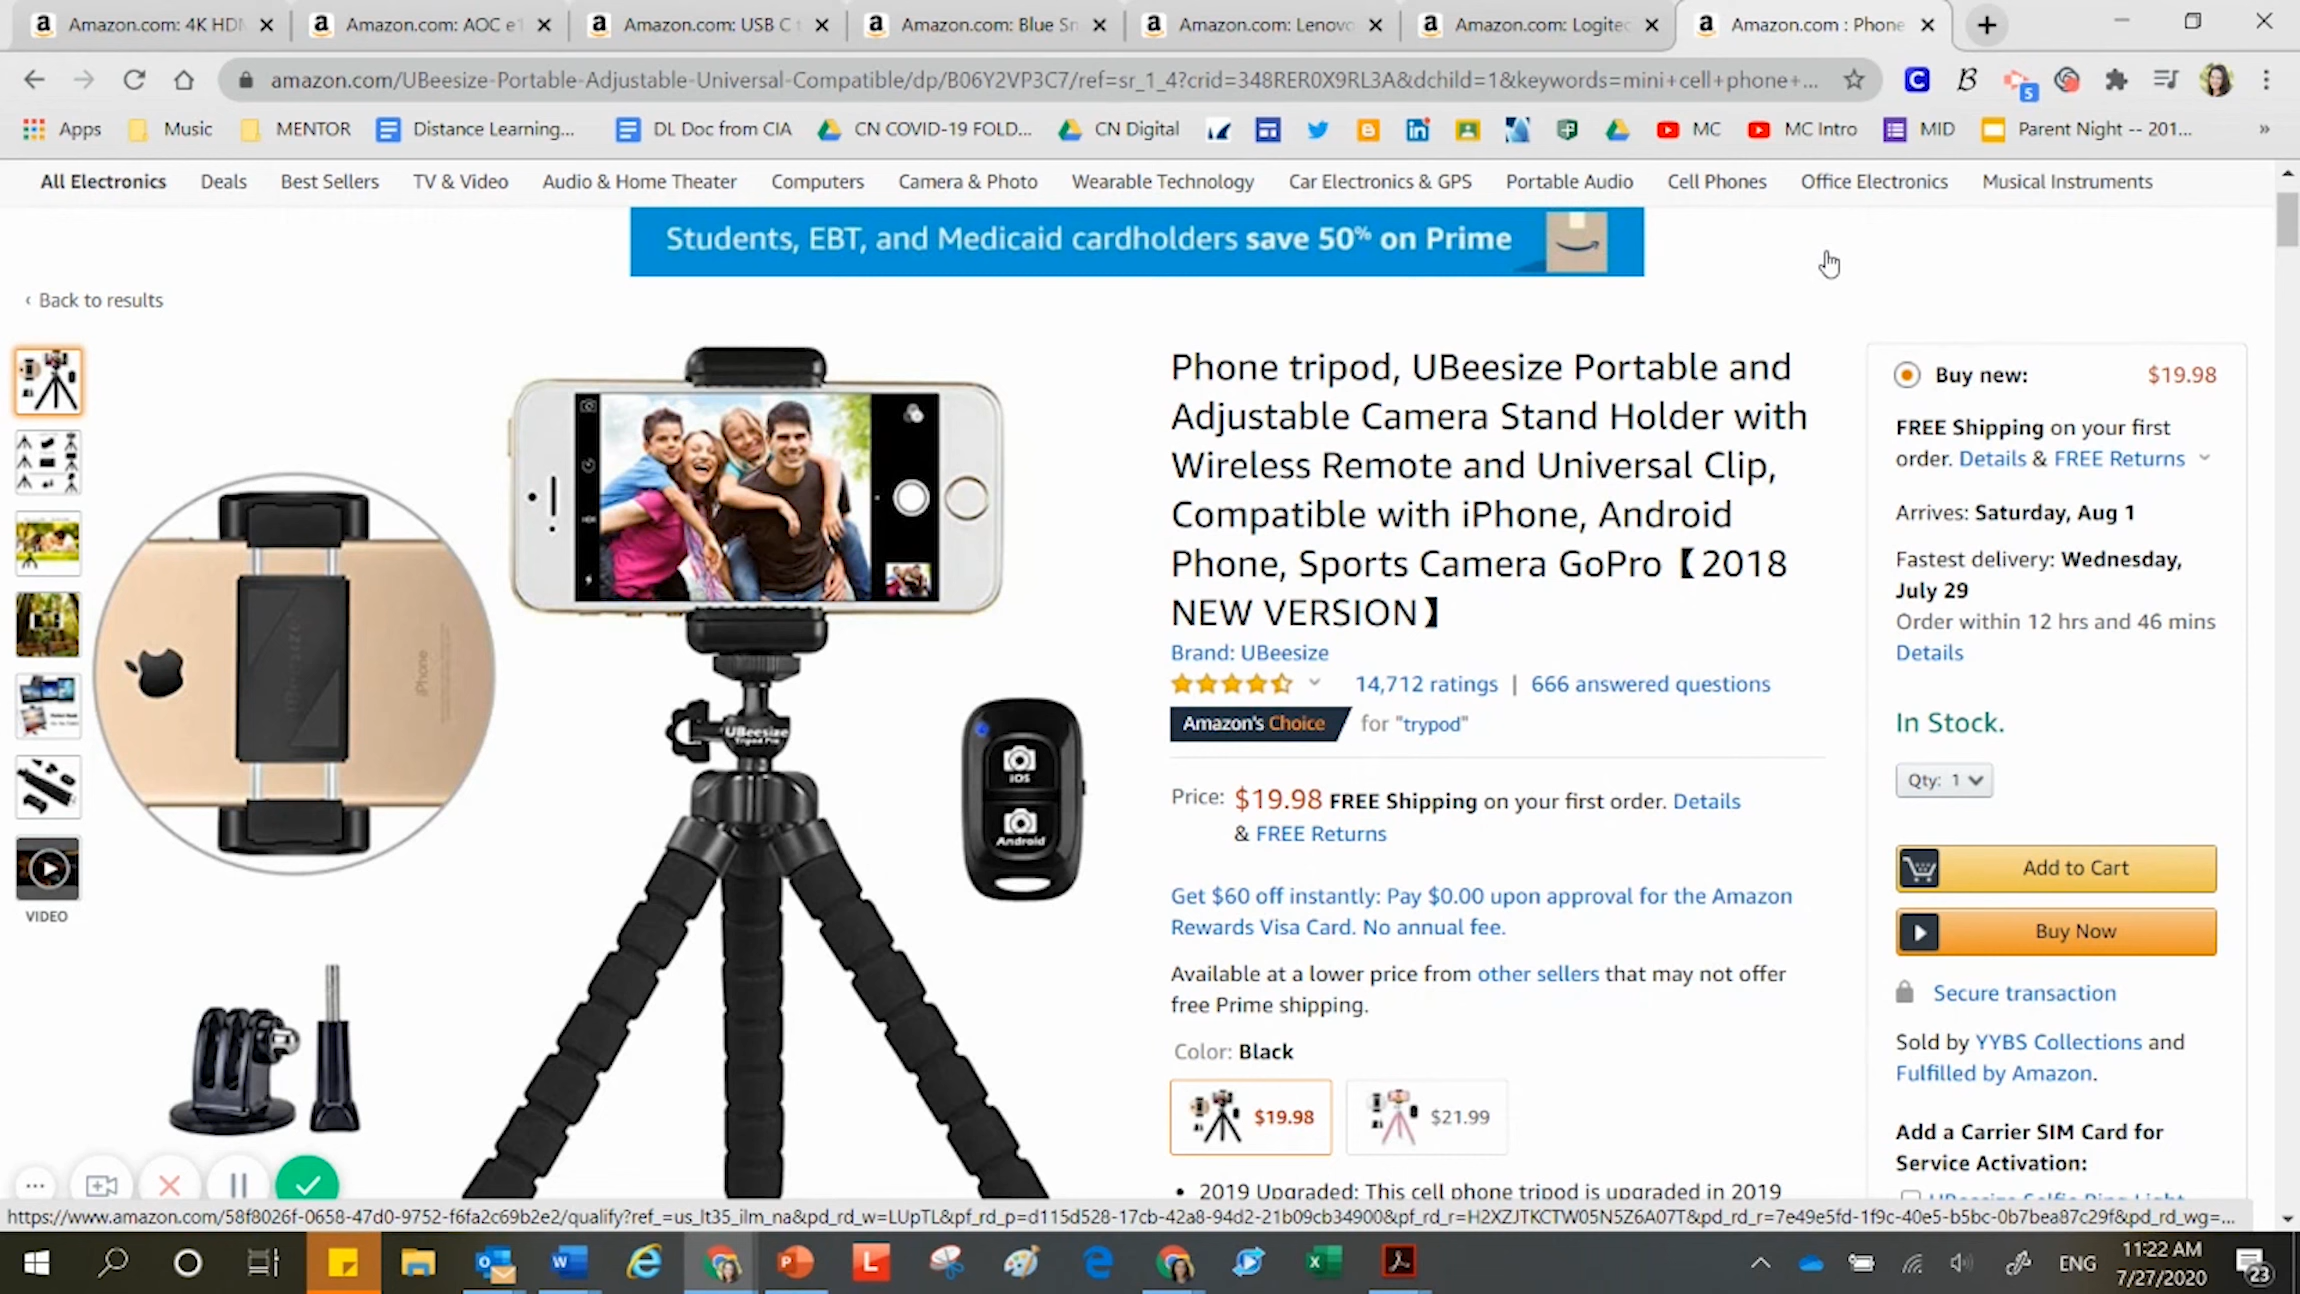 Amazon.com: 4K HDM
Amazon.com: AOC e1
Amazon.com: USB C t
Amazon.com: Blue Sn
Amazon.com: Lenovo
Amazon.com: Logitec
Amazon.com : Phone
amazon.com/UBeesize-Portable-Adjustable-Universal-Compatible/dp/B06Y2VP3C7/ref=sr_1_4?crid=348RER0X9RL3A&dchild=1&keywords=mini+cell+phone+...
5
Apps
Music
MENTOR
Distance Learning...
DL Doc from CIA
CN COVID-19 FOLD...
CN Digital
MC
MC Intro
MID
Parent Night -- 201...
»
All Electronics
Deals
Best Sellers
TV & Video
Audio & Home Theater
Computers
Camera & Photo
Wearable Technology
Car Electronics & GPS
Portable Audio
Cell Phones
Office Electronics
Musical Instruments
Students, EBT, and Medicaid cardholders save 50% on Prime
‹ Back to results
VIDEO
iPhone
UBeesize
Tripod Pro
iOS
Android
Phone tripod, UBeesize Portable and
Adjustable Camera Stand Holder with
Wireless Remote and Universal Clip,
Compatible with iPhone, Android
Phone, Sports Camera GoPro【2018
NEW VERSION】
Brand: UBeesize
14,712 ratings | 666 answered questions
Amazon's Choice for "trypod"
Price: $19.98 FREE Shipping on your first order. Details
& FREE Returns
Get $60 off instantly: Pay $0.00 upon approval for the Amazon
Rewards Visa Card. No annual fee.
Available at a lower price from other sellers that may not offer
free Prime shipping.
Color: Black
$19.98
$21.99
• 2019 Upgraded: This cell phone tripod is upgraded in 2019
Buy new: $19.98
FREE Shipping on your first
order. Details & FREE Returns
Arrives: Saturday, Aug 1
Fastest delivery: Wednesday,
July 29
Order within 12 hrs and 46 mins
Details
In Stock.
Qty: 1
Add to Cart
Buy Now
Secure transaction
Sold by YYBS Collections and
Fulfilled by Amazon.
Add a Carrier SIM Card for
Service Activation:
UBeesize Selfie Ring Light
https://www.amazon.com/58f8026f-0658-47d0-9752-f6fa2c69b2e2/qualify?ref_=us_lt35_ilm_na&pd_rd_w=LUpTL&pf_rd_p=d115d528-17cb-42a8-94d2-21b09cb34900&pf_rd_r=H2XZJTKCTW05N5Z6A07T&pd_rd_r=7e49e5fd-1f9c-40e5-b5bc-0b7bea87c29f&pd_rd_wg=...
ENG
11:22 AM
7/27/2020
23